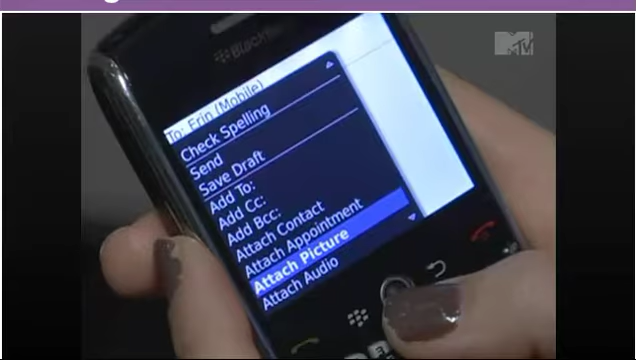 BlackBerry
MTV
To: Erin (Mobile)
Check Spelling
Send
Save Draft
Add To:
Add Cc:
Add Bcc:
Attach Contact
Attach Appointment
Attach Picture
Attach Audio